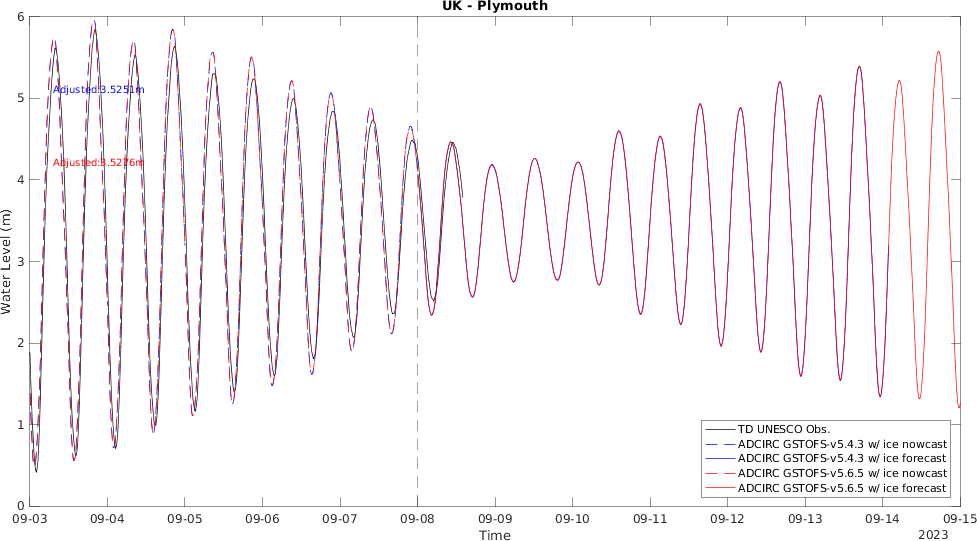 UK - Plymouth
6
5
4
3
2
1
0
Water Level (m)
Adjusted:3.5251m
Adjusted:3.5276m
TD UNESCO Obs.
ADCIRC GSTOFS-v5.4.3 w/ ice nowcast
ADCIRC GSTOFS-v5.4.3 w/ ice forecast
ADCIRC GSTOFS-v5.6.5 w/ ice nowcast
ADCIRC GSTOFS-v5.6.5 w/ ice forecast
09-03 09-04 09-05 09-06 09-07 09-08 09-09 09-10 09-11 09-12 09-13 09-14 09-15
Time
2023